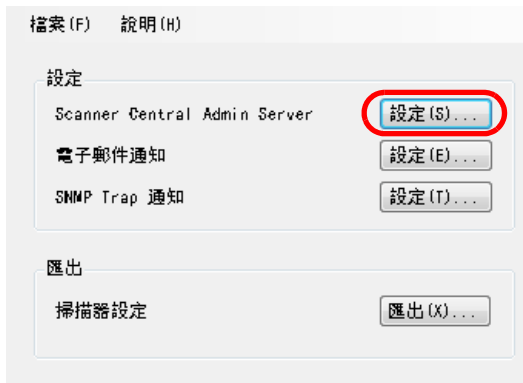 檔案(F) 說明(H)
設定
Scanner Central Admin Server 設定(S)...
電子郵件通知 設定(E)...
SNMP Trap 通知 設定(T)...
匯出
掃描器設定 匯出(X)...